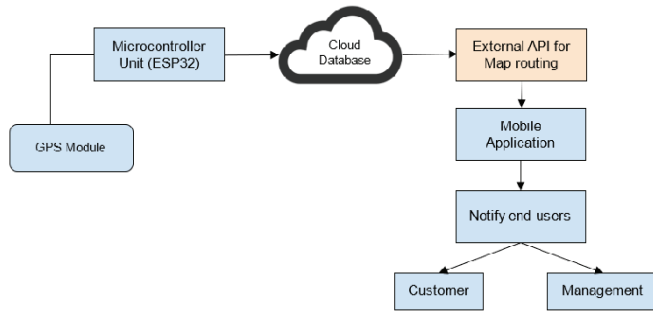 Microcontroller
Unit (ESP32)
Cloud
Database
External API for
Map routing
GPS Module
Mobile
Application
Notify end users
Customer
Management